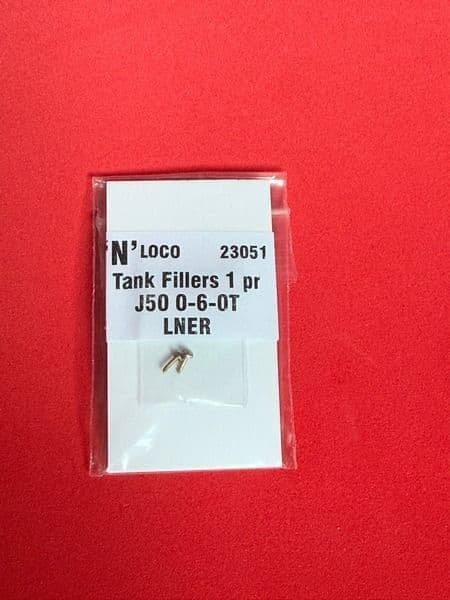 'N' LOCO 23051
Tank Fillers 1 pr
J50 0-6-0T
LNER